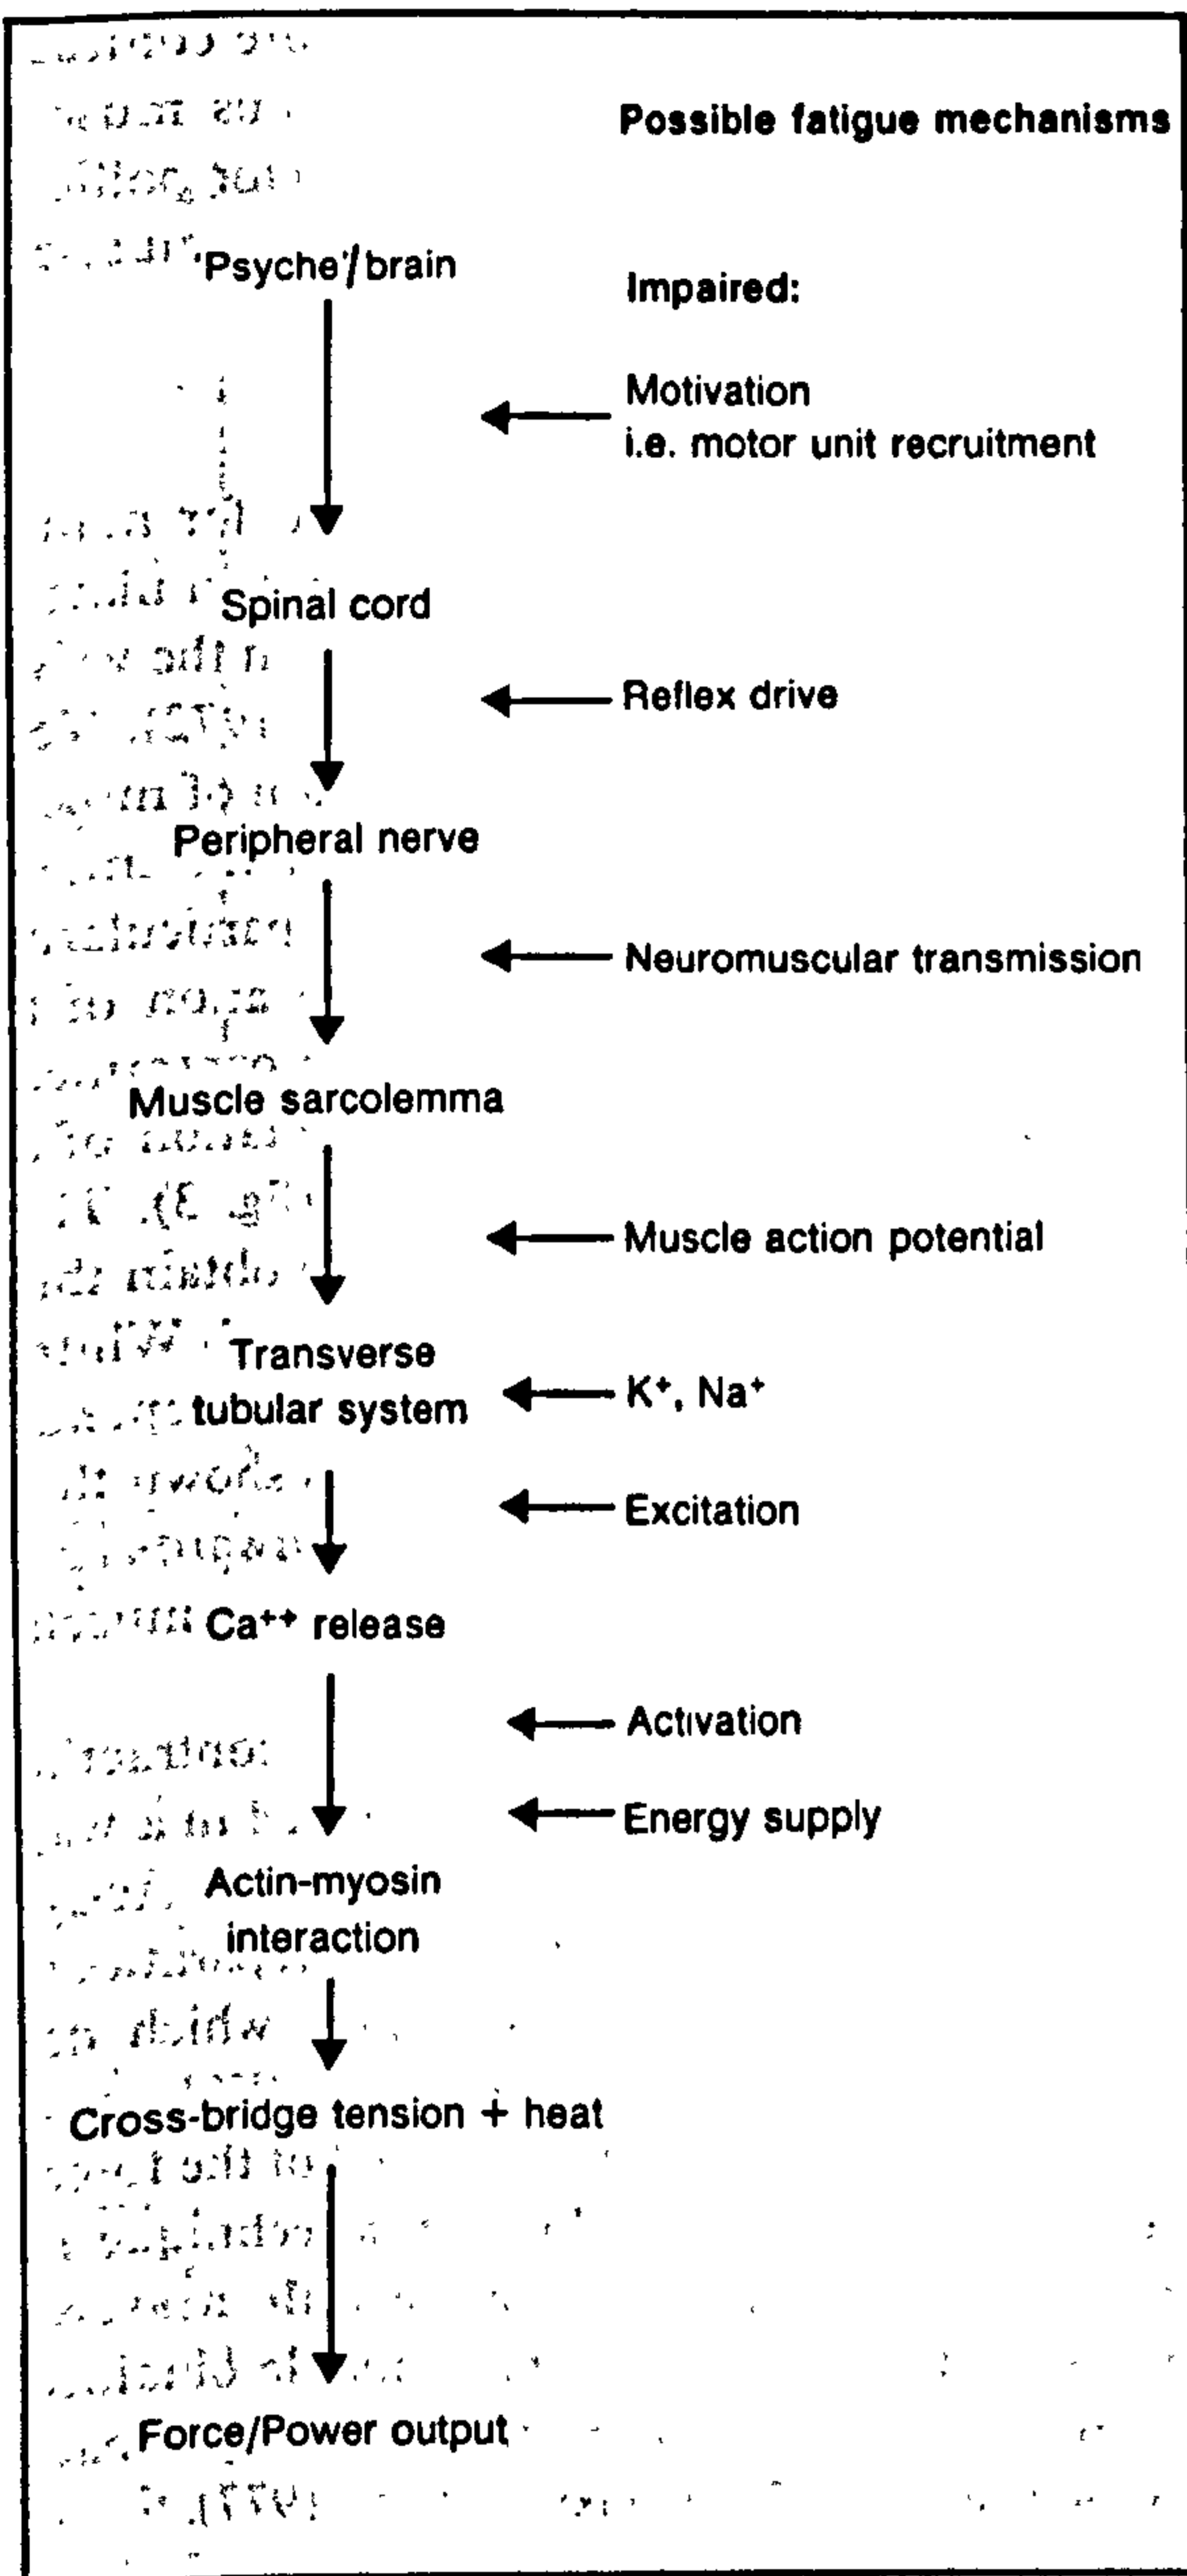 Possible fatigue mechanisms
'Psyche'/brain
Impaired:
Motivation
i.e. motor unit recruitment
Spinal cord
Reflex drive
Peripheral nerve
Neuromuscular transmission
Muscle sarcolemma
Muscle action potential
Transverse
tubular system
K⁺, Na⁺
Excitation
Ca⁺⁺ release
Activation
Energy supply
Actin-myosin
interaction
Cross-bridge tension + heat
Force/Power output